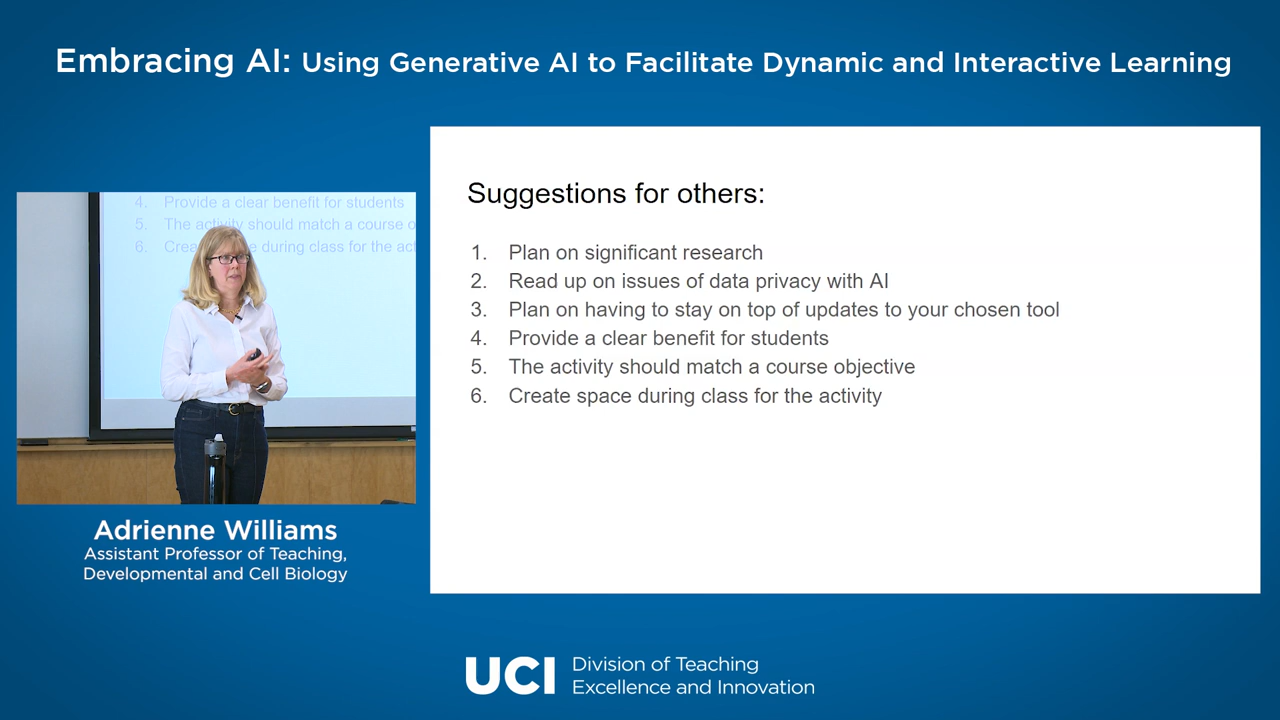 Embracing AI: Using Generative AI to Facilitate Dynamic and Interactive Learning
4. Provide a clear benefit for students
5. The activity should match a course o
6. Crea e during class for the act
Adrienne Williams
Assistant Professor of Teaching,
Developmental and Cell Biology
Suggestions for others:
1. Plan on significant research
2. Read up on issues of data privacy with AI
3. Plan on having to stay on top of updates to your chosen tool
4. Provide a clear benefit for students
5. The activity should match a course objective
6. Create space during class for the activity
UCI Division of Teaching
Excellence and Innovation